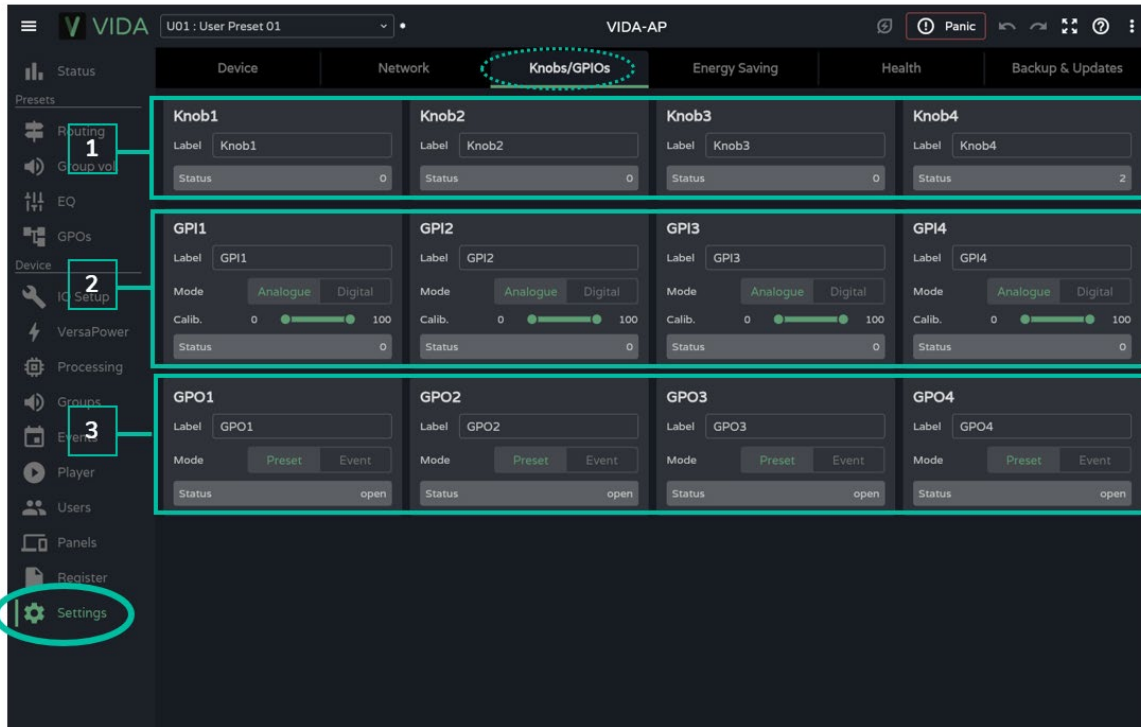 VIDA U01 : User Preset 01 VIDA-AP Panic
Status Device Network Knobs/GPIOs Energy Saving Health Backup & Updates
Presets
Routing
Group vol
EQ
GPOs
Device
IO Setup
VersaPower
Processing
Groups
Events
Player
Users
Panels
Register
Settings
1
Knob1 Knob2 Knob3 Knob4
Label Knob1 Label Knob2 Label Knob3 Label Knob4
Status 0 Status 0 Status 0 Status 2
2
GPI1 GPI2 GPI3 GPI4
Label GPI1 Label GPI2 Label GPI3 Label GPI4
Mode Analogue Digital Mode Analogue Digital Mode Analogue Digital Mode Analogue Digital
Calib. 0 100 Calib. 0 100 Calib. 0 100 Calib. 0 100
Status 0 Status 0 Status 0 Status 0
3
GPO1 GPO2 GPO3 GPO4
Label GPO1 Label GPO2 Label GPO3 Label GPO4
Mode Preset Event Mode Preset Event Mode Preset Event Mode Preset Event
Status open Status open Status open Status open